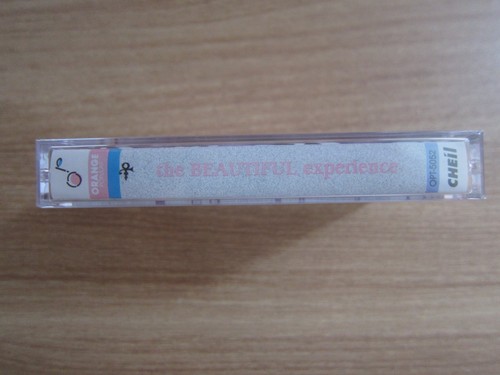 ORANGE
the BEAUTIFUL experience
CHEil